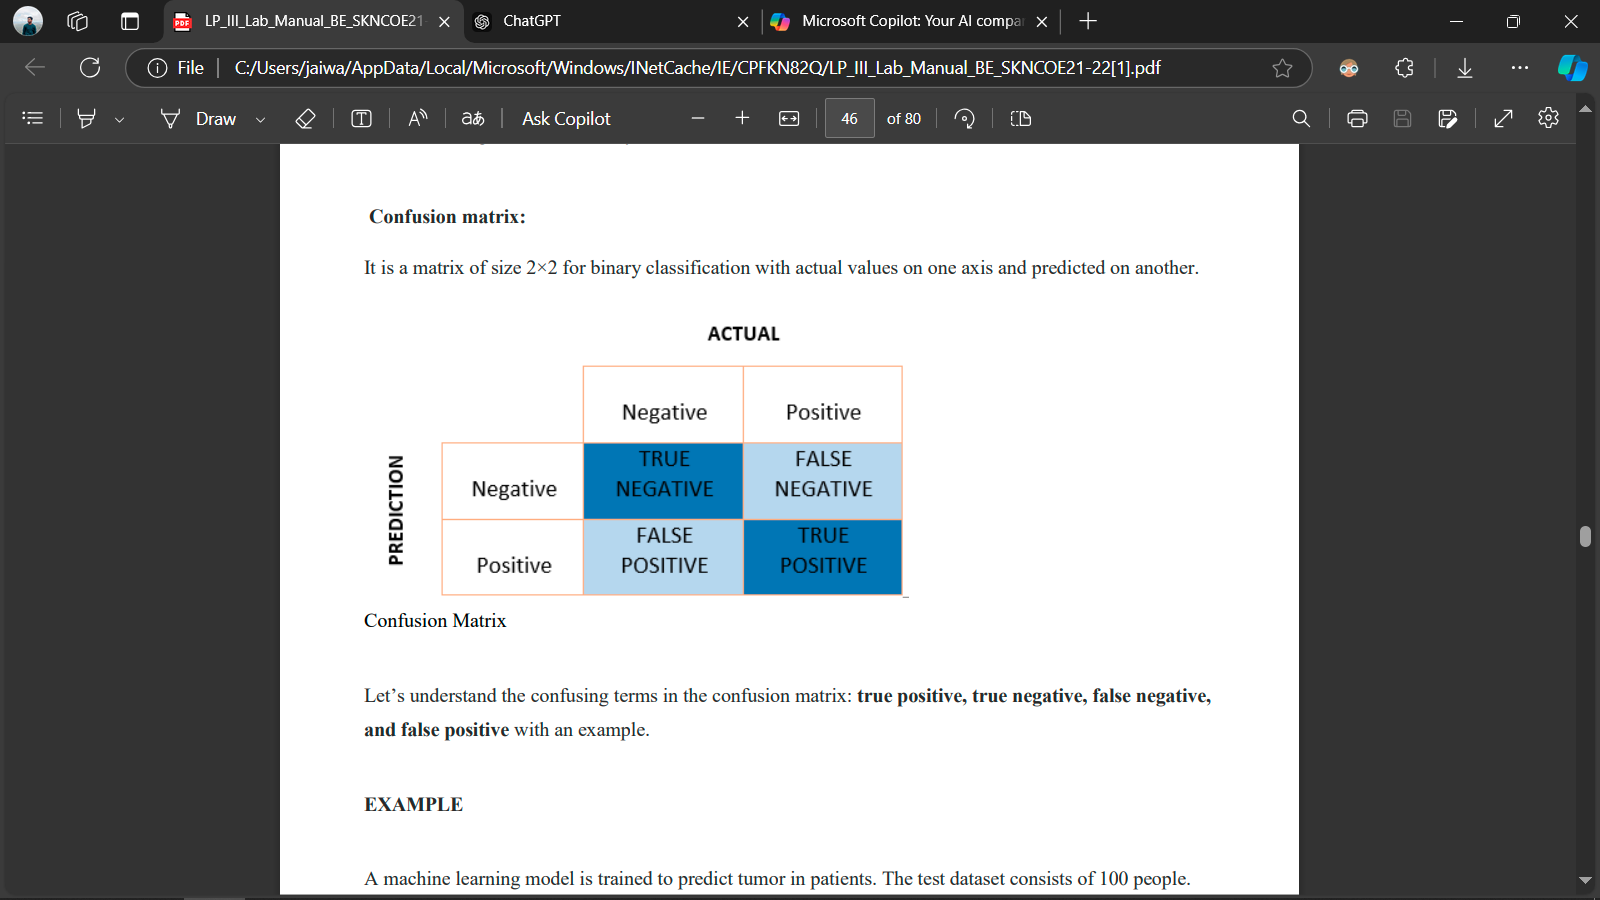 LP_III_Lab_Manual_BE_SKNCOE21-
ChatGPT
Microsoft Copilot: Your AI compa
File
C:/Users/jaiwa/AppData/Local/Microsoft/Windows/INetCache/IE/CPFKN82Q/LP_III_Lab_Manual_BE_SKNCOE21-22[1].pdf
Draw
Ask Copilot
46 of 80
Confusion matrix:
It is a matrix of size 2×2 for binary classification with actual values on one axis and predicted on another.
ACTUAL
Negative Positive
PREDICTION
Negative
TRUE NEGATIVE
FALSE NEGATIVE
Positive
FALSE POSITIVE
TRUE POSITIVE
Confusion Matrix
Let’s understand the confusing terms in the confusion matrix: true positive, true negative, false negative,
and false positive with an example.
EXAMPLE
A machine learning model is trained to predict tumor in patients. The test dataset consists of 100 people.